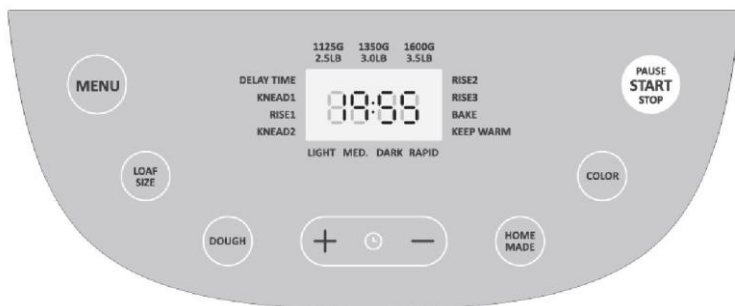 1125G 1350G 1600G
2.5LB 3.0LB 3.5LB
MENU
DELAY TIME
KNEAD1
RISE1
KNEAD2
19:55
RISE2
RISE3
BAKE
KEEP WARM
LIGHT MED. DARK RAPID
PAUSE
START
STOP
LOAF
SIZE
COLOR
DOUGH
+ −
HOME
MADE